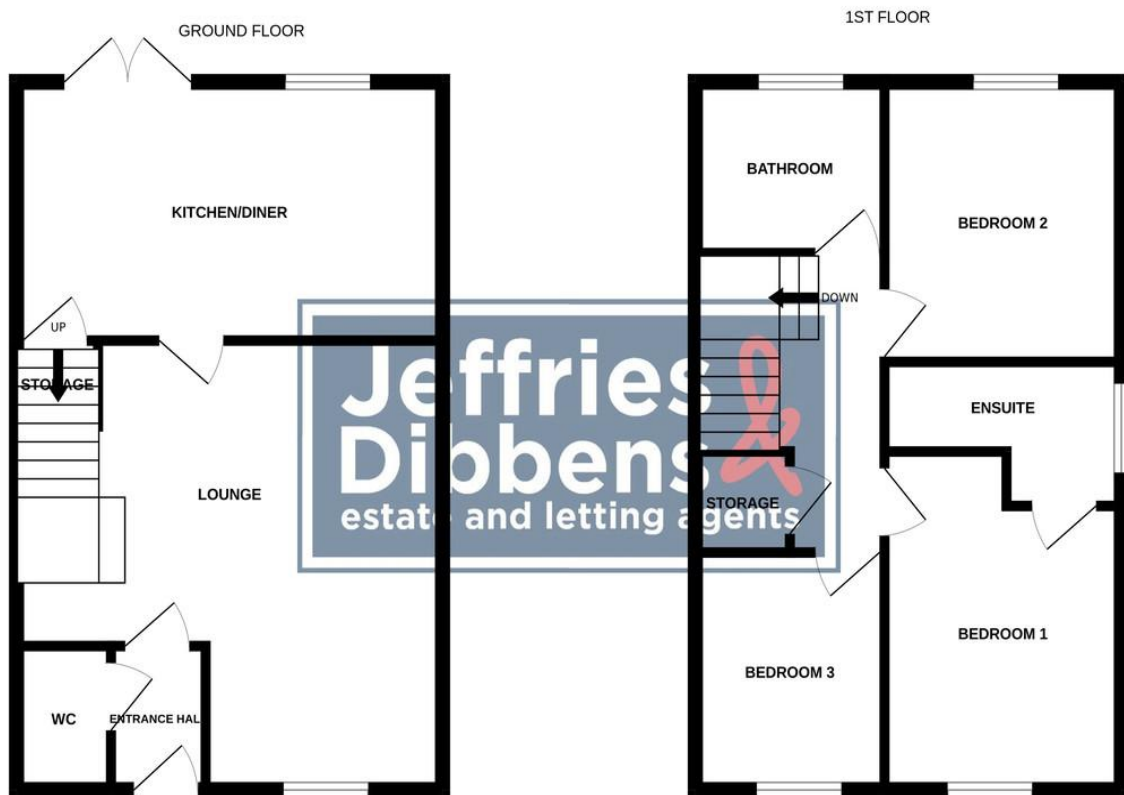 GROUND FLOOR
1ST FLOOR
KITCHEN/DINER
UP
STORAGE
LOUNGE
WC
ENTRANCE HAL
BATHROOM
BEDROOM 2
DOWN
ENSUITE
STORAGE
BEDROOM 1
BEDROOM 3
Jeffries
Dibbens &
estate and letting agents